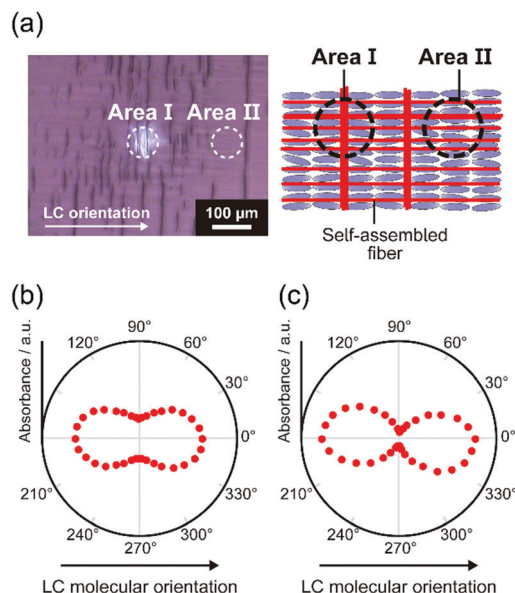 (a)
Area I
Area II
LC orientation
100 µm
Area I
Area II
Self-assembled
fiber
(b)
Absorbance / a.u.
90°
120°
60°
30°
0°
210°
330°
240°
300°
270°
LC molecular orientation
(c)
Absorbance / a.u.
90°
120°
60°
30°
0°
210°
330°
240°
300°
270°
LC molecular orientation